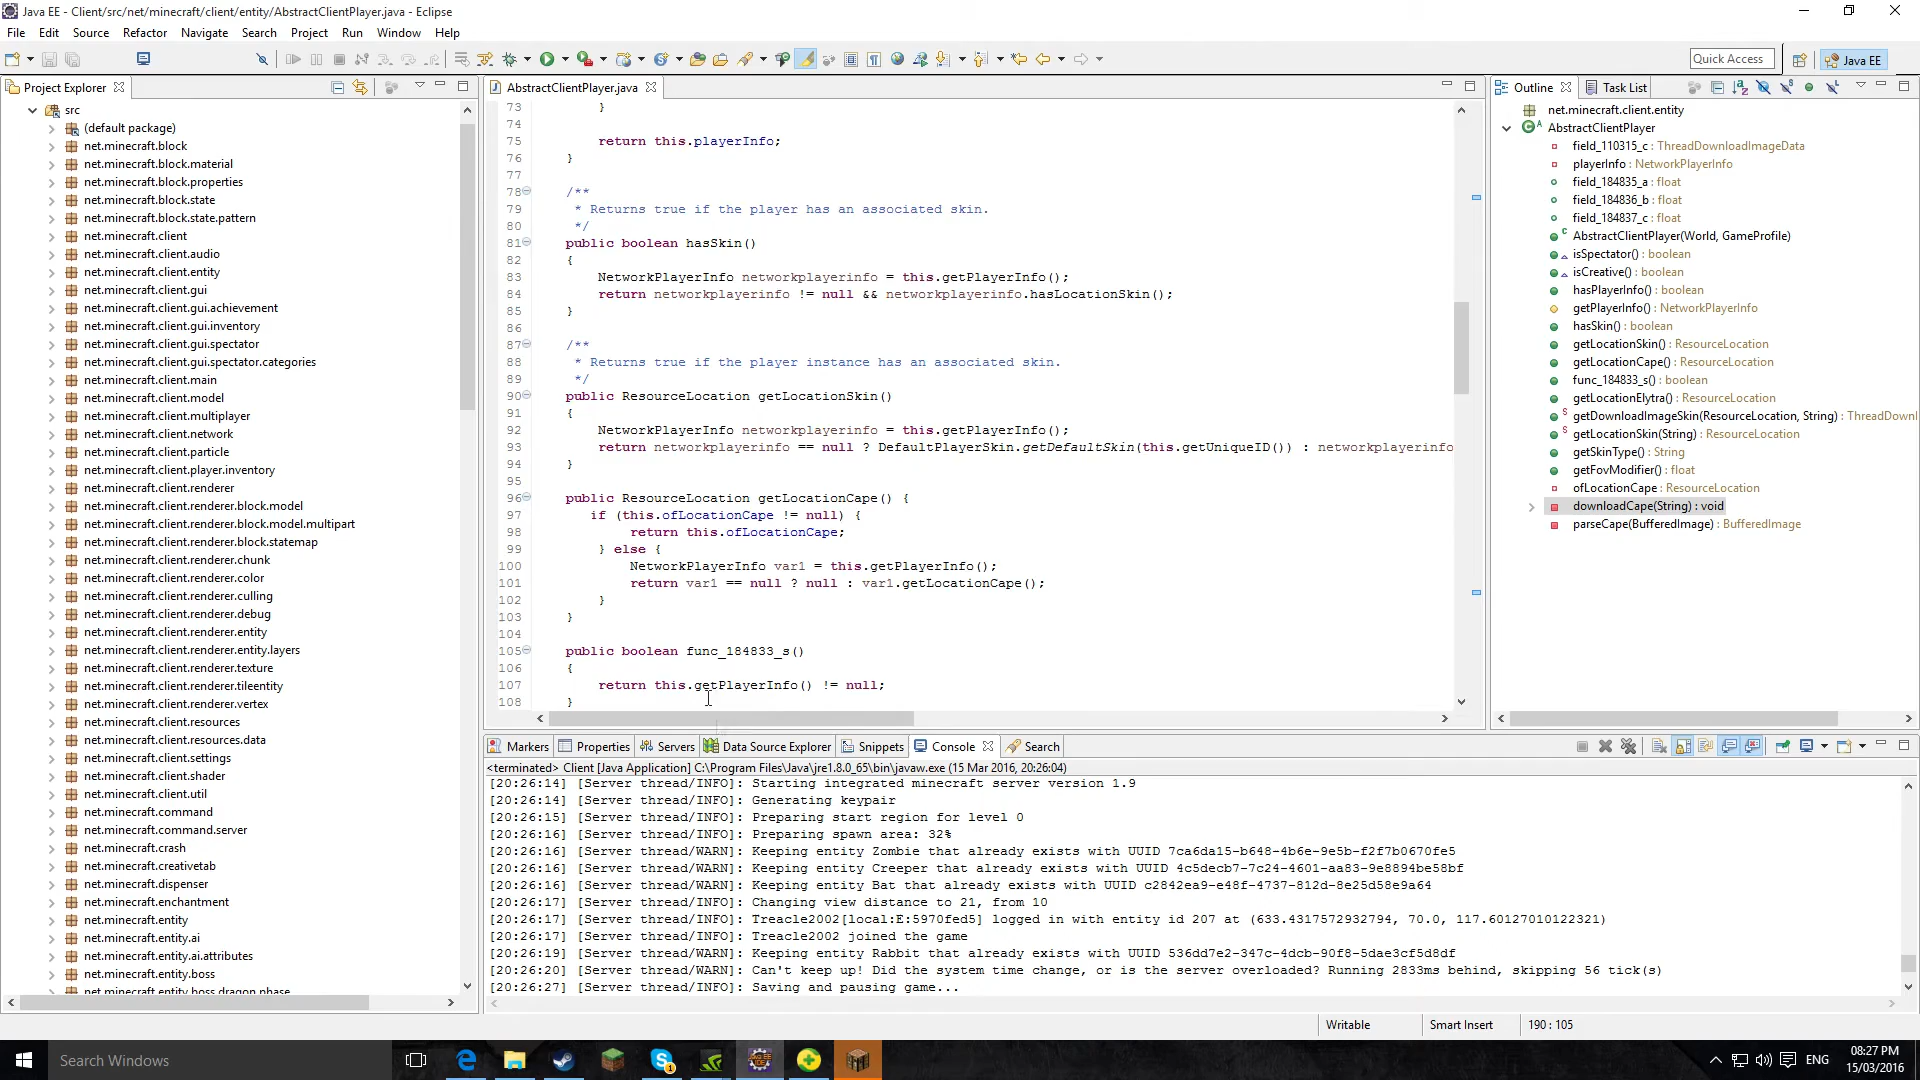 Java EE - Client/src/net/minecraft/client/entity/AbstractClientPlayer.java - Eclipse
File Edit Source Refactor Navigate Search Project Run Window Help
Quick Access
Java EE
Project Explorer
src
(default package)
net.minecraft.block
net.minecraft.block.material
net.minecraft.block.properties
net.minecraft.block.state
net.minecraft.block.state.pattern
net.minecraft.client
net.minecraft.client.audio
net.minecraft.client.entity
net.minecraft.client.gui
net.minecraft.client.gui.achievement
net.minecraft.client.gui.inventory
net.minecraft.client.gui.spectator
net.minecraft.client.gui.spectator.categories
net.minecraft.client.main
net.minecraft.client.model
net.minecraft.client.multiplayer
net.minecraft.client.network
net.minecraft.client.particle
net.minecraft.client.player.inventory
net.minecraft.client.renderer
net.minecraft.client.renderer.block.model
net.minecraft.client.renderer.block.model.multipart
net.minecraft.client.renderer.block.statemap
net.minecraft.client.renderer.chunk
net.minecraft.client.renderer.color
net.minecraft.client.renderer.culling
net.minecraft.client.renderer.debug
net.minecraft.client.renderer.entity
net.minecraft.client.renderer.entity.layers
net.minecraft.client.renderer.texture
net.minecraft.client.renderer.tileentity
net.minecraft.client.renderer.vertex
net.minecraft.client.resources
net.minecraft.client.resources.data
net.minecraft.client.settings
net.minecraft.client.shader
net.minecraft.client.util
net.minecraft.command
net.minecraft.command.server
net.minecraft.crash
net.minecraft.creativetab
net.minecraft.dispenser
net.minecraft.enchantment
net.minecraft.entity
net.minecraft.entity.ai
net.minecraft.entity.ai.attributes
net.minecraft.entity.boss
net.minecraft.entity.boss.dragon.phase
AbstractClientPlayer.java
73 }
74
75 return this.playerInfo;
76 }
77
78 /**
79 * Returns true if the player has an associated skin.
80 */
81 public boolean hasSkin()
82 {
83 NetworkPlayerInfo networkplayerinfo = this.getPlayerInfo();
84 return networkplayerinfo != null && networkplayerinfo.hasLocationSkin();
85 }
86
87 /**
88 * Returns true if the player instance has an associated skin.
89 */
90 public ResourceLocation getLocationSkin()
91 {
92 NetworkPlayerInfo networkplayerinfo = this.getPlayerInfo();
93 return networkplayerinfo == null ? DefaultPlayerSkin.getDefaultSkin(this.getUniqueID()) : networkplayerinfo
94 }
95
96 public ResourceLocation getLocationCape() {
97 if (this.ofLocationCape != null) {
98 return this.ofLocationCape;
99 } else {
100 NetworkPlayerInfo var1 = this.getPlayerInfo();
101 return var1 == null ? null : var1.getLocationCape();
102 }
103 }
104
105 public boolean func_184833_s()
106 {
107 return this.getPlayerInfo() != null;
108 }
Outline Task List
net.minecraft.client.entity
AbstractClientPlayer
field_110315_c : ThreadDownloadImageData
playerInfo : NetworkPlayerInfo
field_184835_a : float
field_184836_b : float
field_184837_c : float
AbstractClientPlayer(World, GameProfile)
isSpectator() : boolean
isCreative() : boolean
hasPlayerInfo() : boolean
getPlayerInfo() : NetworkPlayerInfo
hasSkin() : boolean
getLocationSkin() : ResourceLocation
getLocationCape() : ResourceLocation
func_184833_s() : boolean
getLocationElytra() : ResourceLocation
getDownloadImageSkin(ResourceLocation, String) : ThreadDownl
getLocationSkin(String) : ResourceLocation
getSkinType() : String
getFovModifier() : float
ofLocationCape : ResourceLocation
downloadCape(String) : void
parseCape(BufferedImage) : BufferedImage
Markers Properties Servers Data Source Explorer Snippets Console Search
<terminated> Client [Java Application] C:\Program Files\Java\jre1.8.0_65\bin\javaw.exe (15 Mar 2016, 20:26:04)
[20:26:14] [Server thread/INFO]: Starting integrated minecraft server version 1.9
[20:26:14] [Server thread/INFO]: Generating keypair
[20:26:15] [Server thread/INFO]: Preparing start region for level 0
[20:26:16] [Server thread/INFO]: Preparing spawn area: 32%
[20:26:16] [Server thread/WARN]: Keeping entity Zombie that already exists with UUID 7ca6da15-b648-4b6e-9e5b-f2f7b0670fe5
[20:26:16] [Server thread/WARN]: Keeping entity Creeper that already exists with UUID 4c5decb7-7c24-4601-aa83-9e8894be58bf
[20:26:16] [Server thread/WARN]: Keeping entity Bat that already exists with UUID c2842ea9-e48f-4737-812d-8e25d58e9a64
[20:26:17] [Server thread/INFO]: Changing view distance to 21, from 10
[20:26:17] [Server thread/INFO]: Treacle2002[local:E:5970fed5] logged in with entity id 207 at (633.4317572932794, 70.0, 117.60127010122321)
[20:26:17] [Server thread/INFO]: Treacle2002 joined the game
[20:26:19] [Server thread/WARN]: Keeping entity Rabbit that already exists with UUID 536dd7e2-347c-4dcb-90f8-5dae3cf5d8df
[20:26:20] [Server thread/WARN]: Can't keep up! Did the system time change, or is the server overloaded? Running 2833ms behind, skipping 56 tick(s)
[20:26:27] [Server thread/INFO]: Saving and pausing game...
Writable Smart Insert 190 : 105
Search Windows
ENG
08:27 PM
15/03/2016